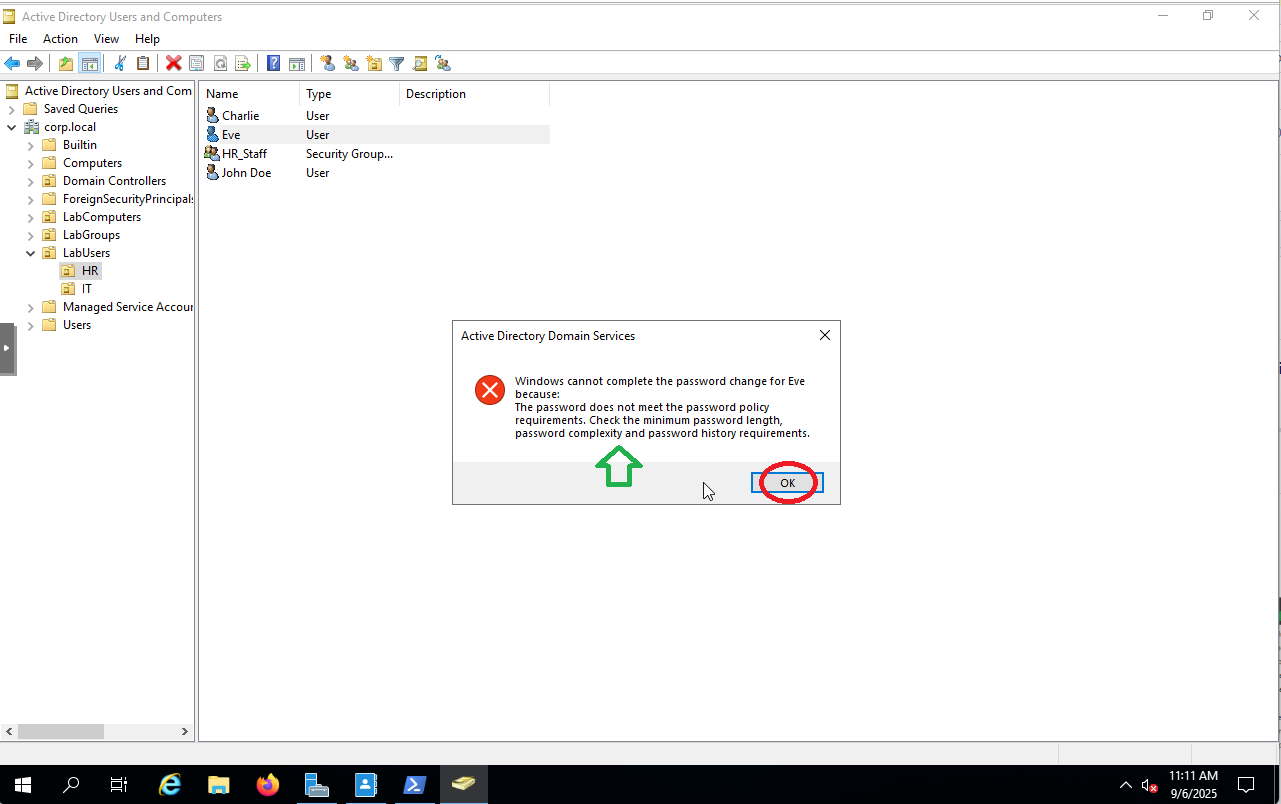 Active Directory Users and Computers
File Action View Help
Active Directory Users and Com
Saved Queries
corp.local
Builtin
Computers
Domain Controllers
ForeignSecurityPrincipals
LabComputers
LabGroups
LabUsers
HR
IT
Managed Service Accour
Users
Name Type Description
Charlie User
Eve User
HR_Staff Security Group...
John Doe User
Active Directory Domain Services
Windows cannot complete the password change for Eve
because:
The password does not meet the password policy
requirements. Check the minimum password length,
password complexity and password history requirements.
OK
11:11 AM
9/6/2025